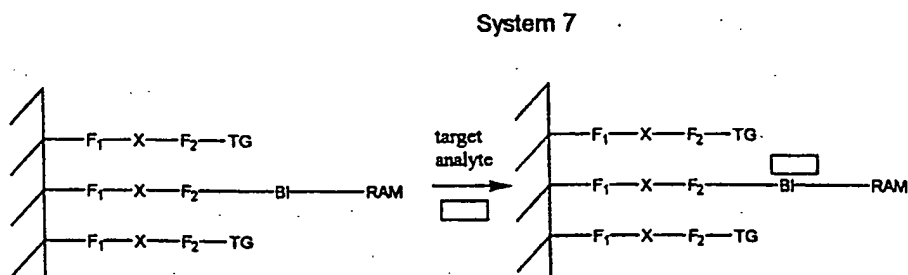 System 7
F₁—X—F₂—TG
F₁—X—F₂—BI—RAM
F₁—X—F₂—TG
target
analyte
F₁—X—F₂—TG
F₁—X—F₂—BI—RAM
F₁—X—F₂—TG